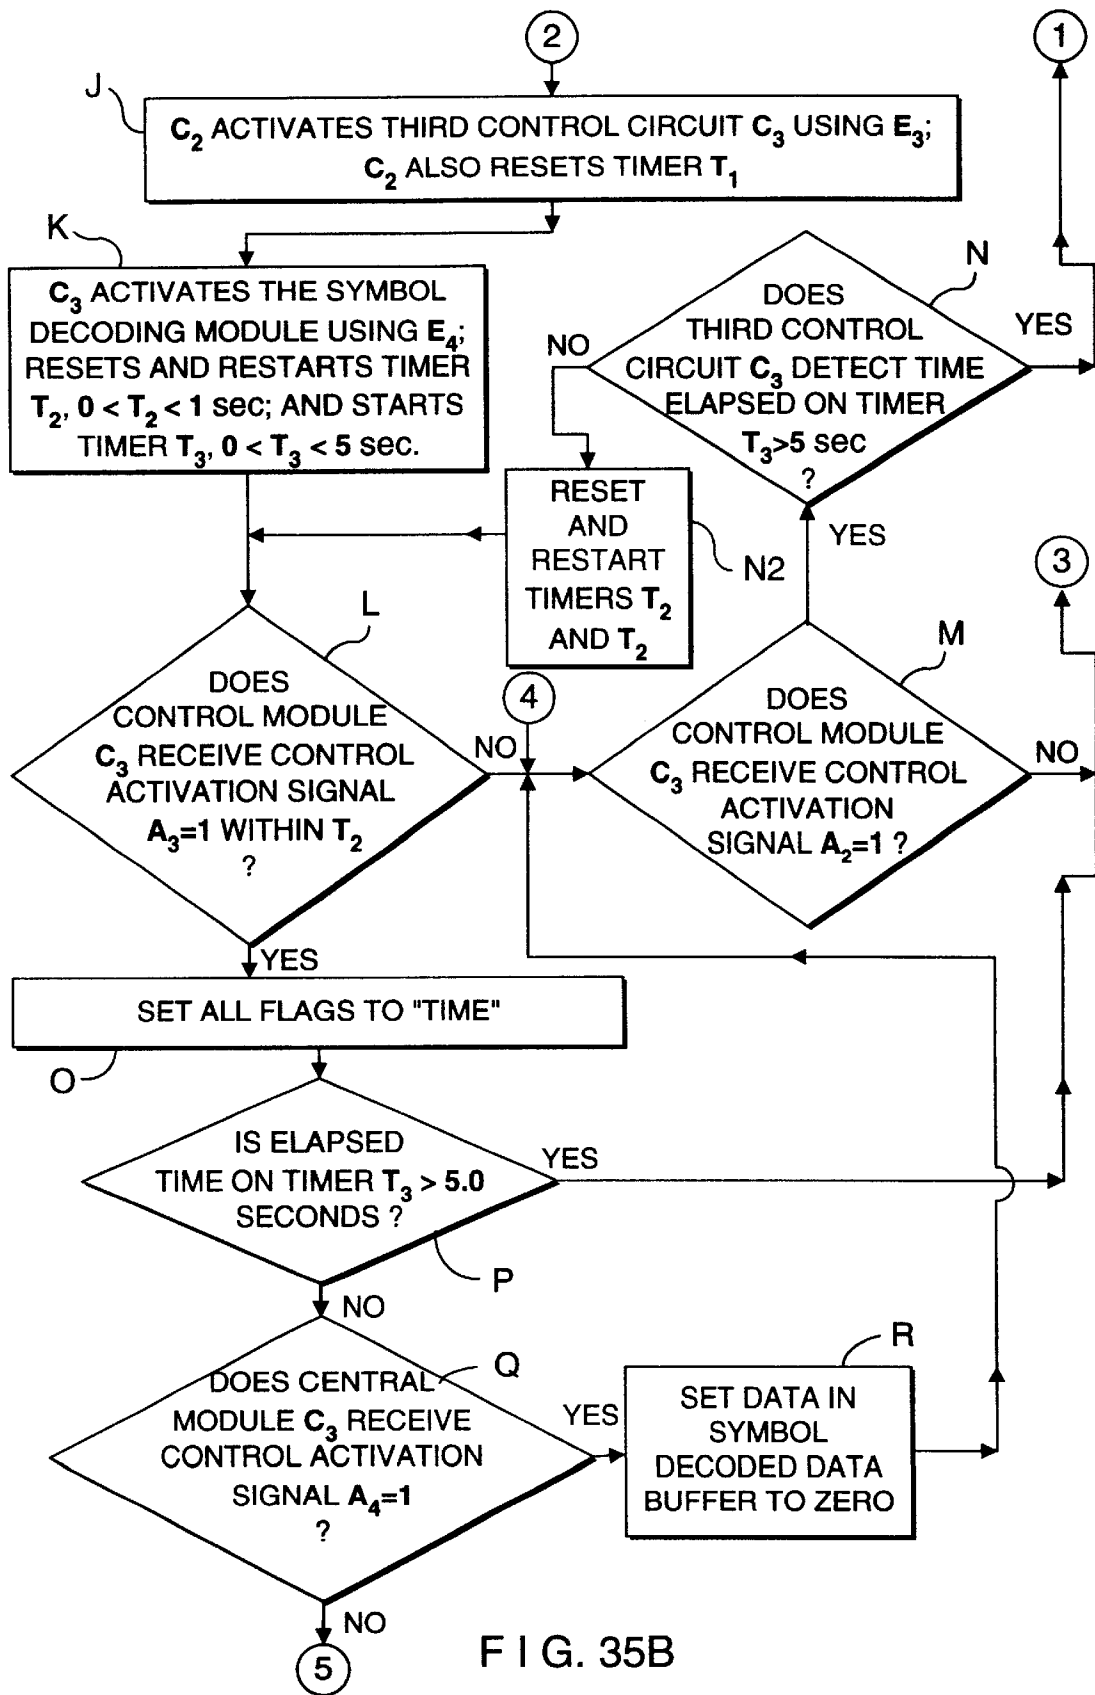 2
1
J
C2 ACTIVATES THIRD CONTROL CIRCUIT C3 USING E3;
C2 ALSO RESETS TIMER T1
K
C3 ACTIVATES THE SYMBOL
DECODING MODULE USING E4;
RESETS AND RESTARTS TIMER
T2, 0 < T2 < 1 sec; AND STARTS
TIMER T3, 0 < T3 < 5 sec.
N
DOES
THIRD CONTROL
CIRCUIT C3 DETECT TIME
ELAPSED ON TIMER
T3>5 sec
?
NO
YES
YES
RESET
AND
RESTART
TIMERS T2
AND T2
N2
3
L
DOES
CONTROL MODULE
C3 RECEIVE CONTROL
ACTIVATION SIGNAL
A3=1 WITHIN T2
?
NO
4
M
DOES
CONTROL MODULE
C3 RECEIVE CONTROL
ACTIVATION
SIGNAL A2=1 ?
NO
YES
SET ALL FLAGS TO "TIME"
O
IS ELAPSED
TIME ON TIMER T3 > 5.0
SECONDS ?
YES
P
NO
Q
DOES CENTRAL
MODULE C3 RECEIVE
CONTROL ACTIVATION
SIGNAL A4=1
?
YES
R
SET DATA IN
SYMBOL
DECODED DATA
BUFFER TO ZERO
NO
5
F I G. 35B